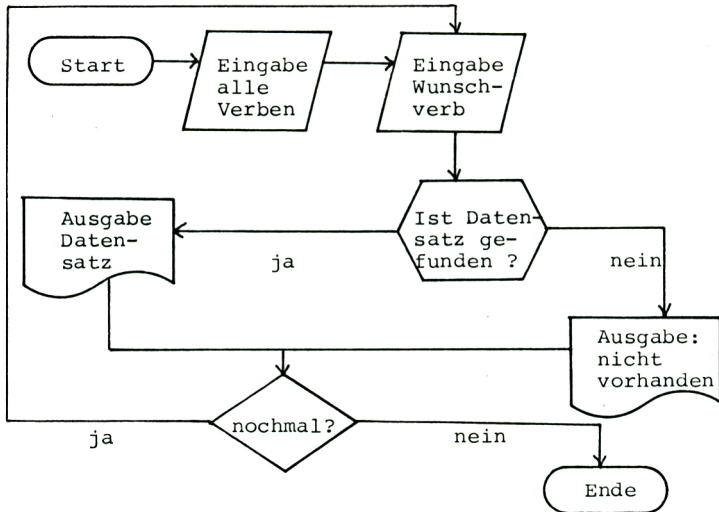 Start
Eingabe
alle
Verben
Eingabe
Wunsch-
verb
Ist Daten-
satz ge-
funden ?
ja
nein
Ausgabe
Daten-
satz
Ausgabe:
nicht
vorhanden
nochmal?
ja
nein
Ende